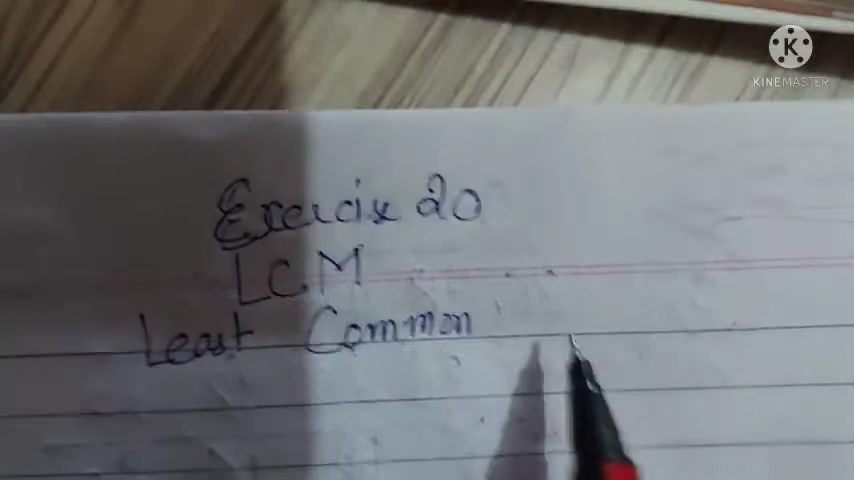 K
KINEMASTER
Exercise 20
LCM
Least Common